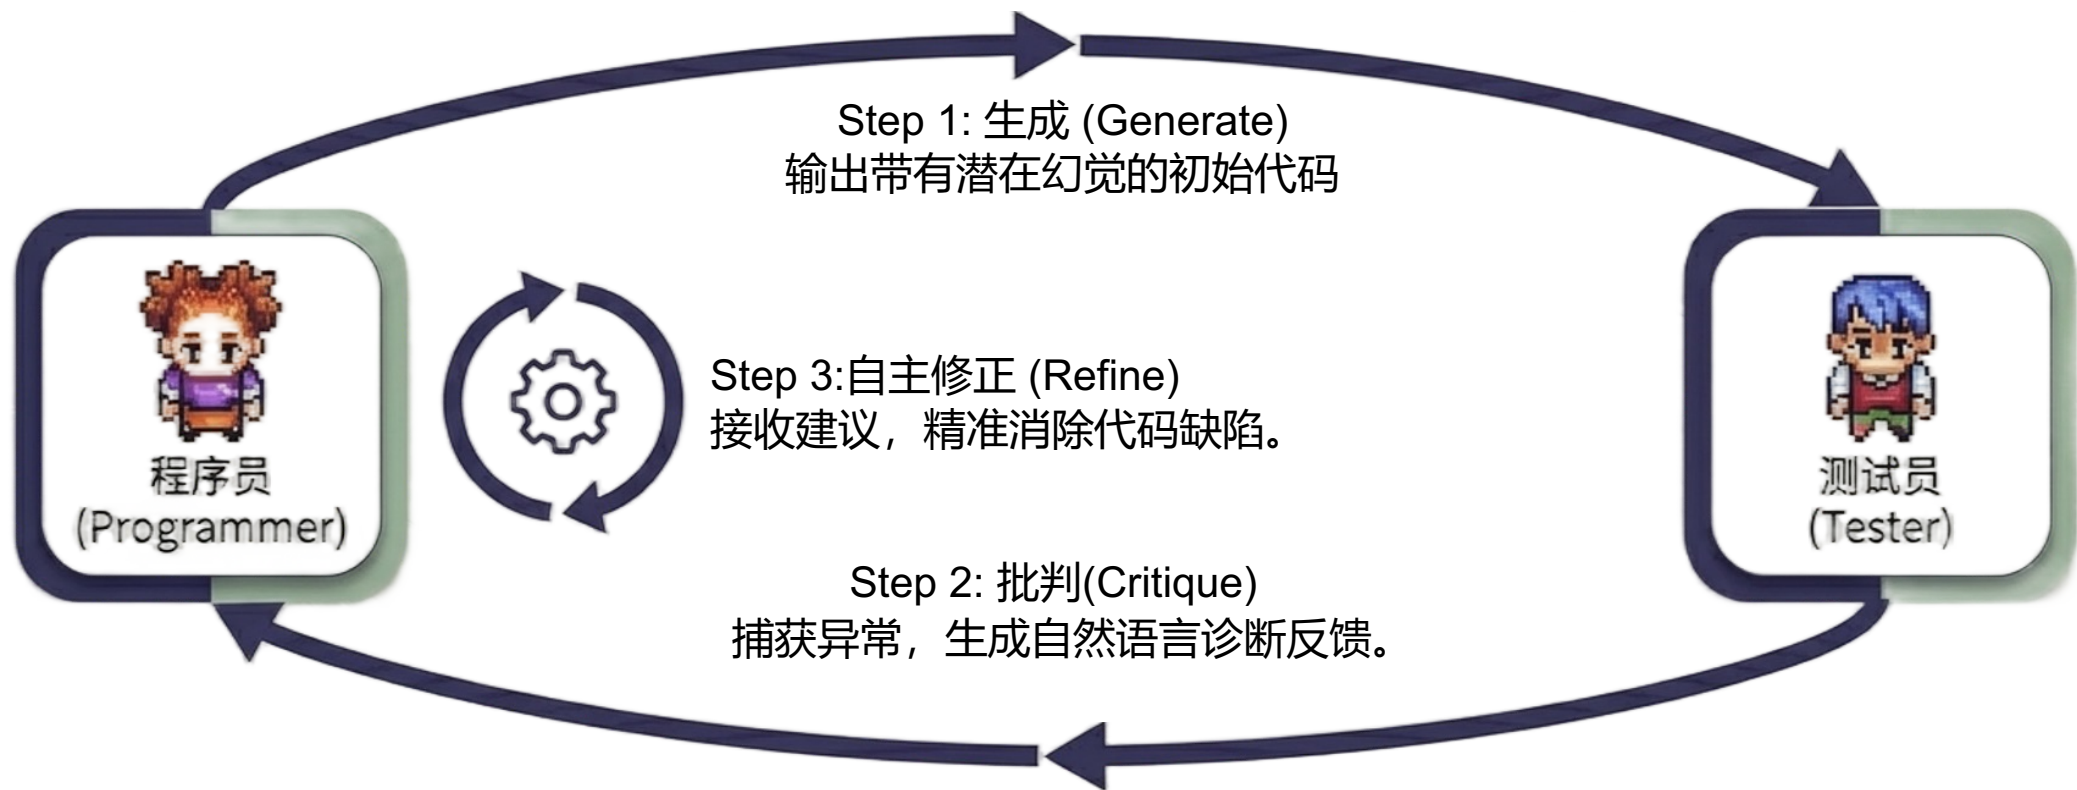 Step 1: 生成 (Generate)
输出带有潜在幻觉的初始代码
程序员
(Programmer)
Step 3:自主修正 (Refine)
接收建议，精准消除代码缺陷。
测试员
(Tester)
Step 2: 批判(Critique)
捕获异常，生成自然语言诊断反馈。